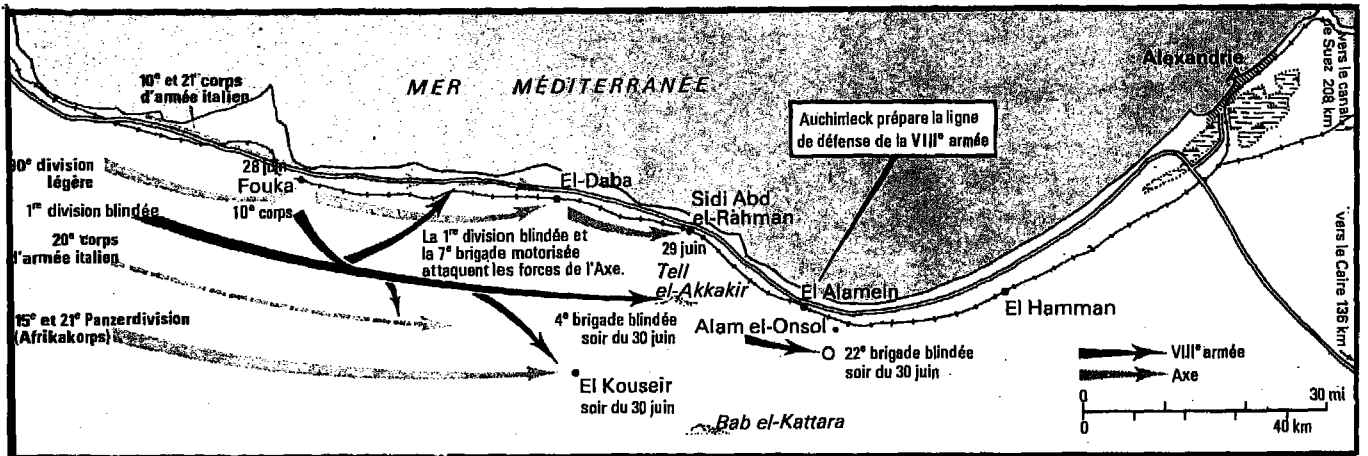 MER MÉDITERRANÉE
10e et 21e corps
d'armée italien
90e division
légère
28 juin
Fouka
1re division blindée
10e corps
20e corps
d'armée italien
15e et 21e Panzerdivision
(Afrikakorps)
La 1re division blindée et
la 7e brigade motorisée
attaquent les forces de l'Axe.
El-Daba
Sidi Abd
el-Rahman
29 juin
Tell
el-Akkakir
4e brigade blindée
soir du 30 juin
El Kouseir
soir du 30 juin
Bab el-Kattara
Auchinleck prépare la ligne
de défense de la VIIIe armée
El Alamein
Alam el-Onsol
22e brigade blindée
soir du 30 juin
El Hamman
Alexandrie
vers le canal
de Suez 208 km
vers le Caire 136 km
VIIIe armée
Axe
0 30 mi
0 40 km